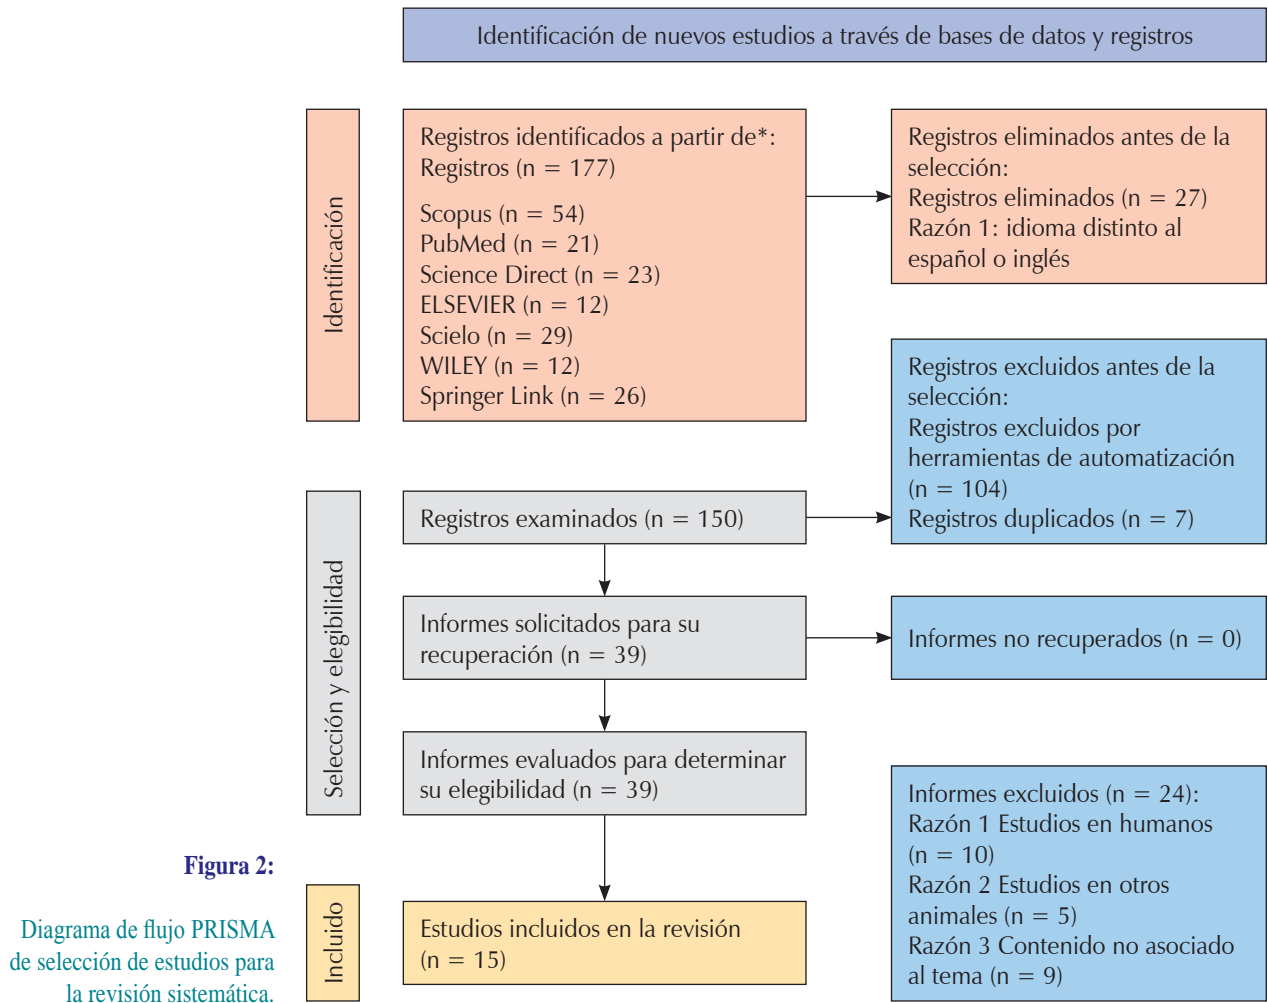 Identificación de nuevos estudios a través de bases de datos y registros
Identificación
Registros identificados a partir de*:
Registros (n = 177)
Scopus (n = 54)
PubMed (n = 21)
Science Direct (n = 23)
ELSEVIER (n = 12)
Scielo (n = 29)
WILEY (n = 12)
Springer Link (n = 26)
Registros eliminados antes de la
selección:
Registros eliminados (n = 27)
Razón 1: idioma distinto al
español o inglés
Selección y elegibilidad
Registros examinados (n = 150)
Registros excluidos antes de la
selección:
Registros excluidos por
herramientas de automatización
(n = 104)
Registros duplicados (n = 7)
Informes solicitados para su
recuperación (n = 39)
Informes no recuperados (n = 0)
Informes evaluados para determinar
su elegibilidad (n = 39)
Informes excluidos (n = 24):
Razón 1 Estudios en humanos
(n = 10)
Razón 2 Estudios en otros
animales (n = 5)
Razón 3 Contenido no asociado
al tema (n = 9)
Incluido
Estudios incluidos en la revisión
(n = 15)
Figura 2:
Diagrama de flujo PRISMA
de selección de estudios para
la revisión sistemática.